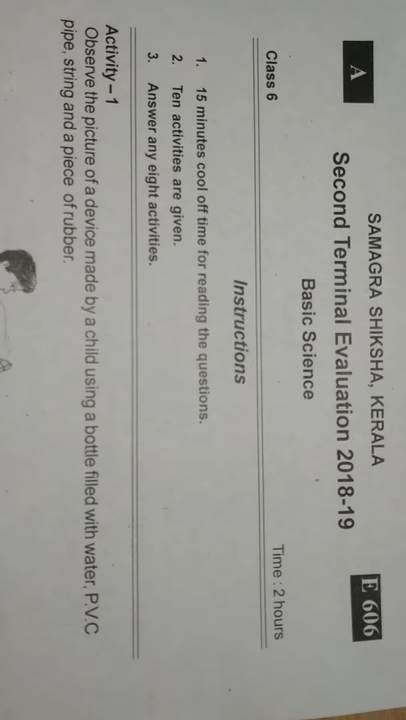 SAMAGRA SHIKSHA, KERALA
A
Second Terminal Evaluation 2018-19
E 606
Basic Science
Class 6
Time : 2 hours
Instructions
1. 15 minutes cool off time for reading the questions.
2. Ten activities are given.
3. Answer any eight activities.
Activity – 1
Observe the picture of a device made by a child using a bottle filled with water, P.V.C
pipe, string and a piece of rubber.